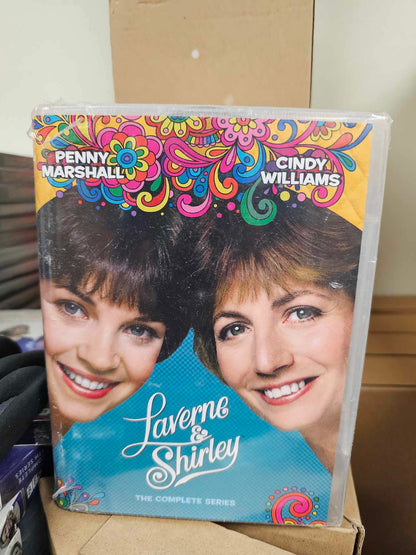 PENNY
MARSHALL
CINDY
WILLIAMS
Laverne
&
Shirley
THE COMPLETE SERIES